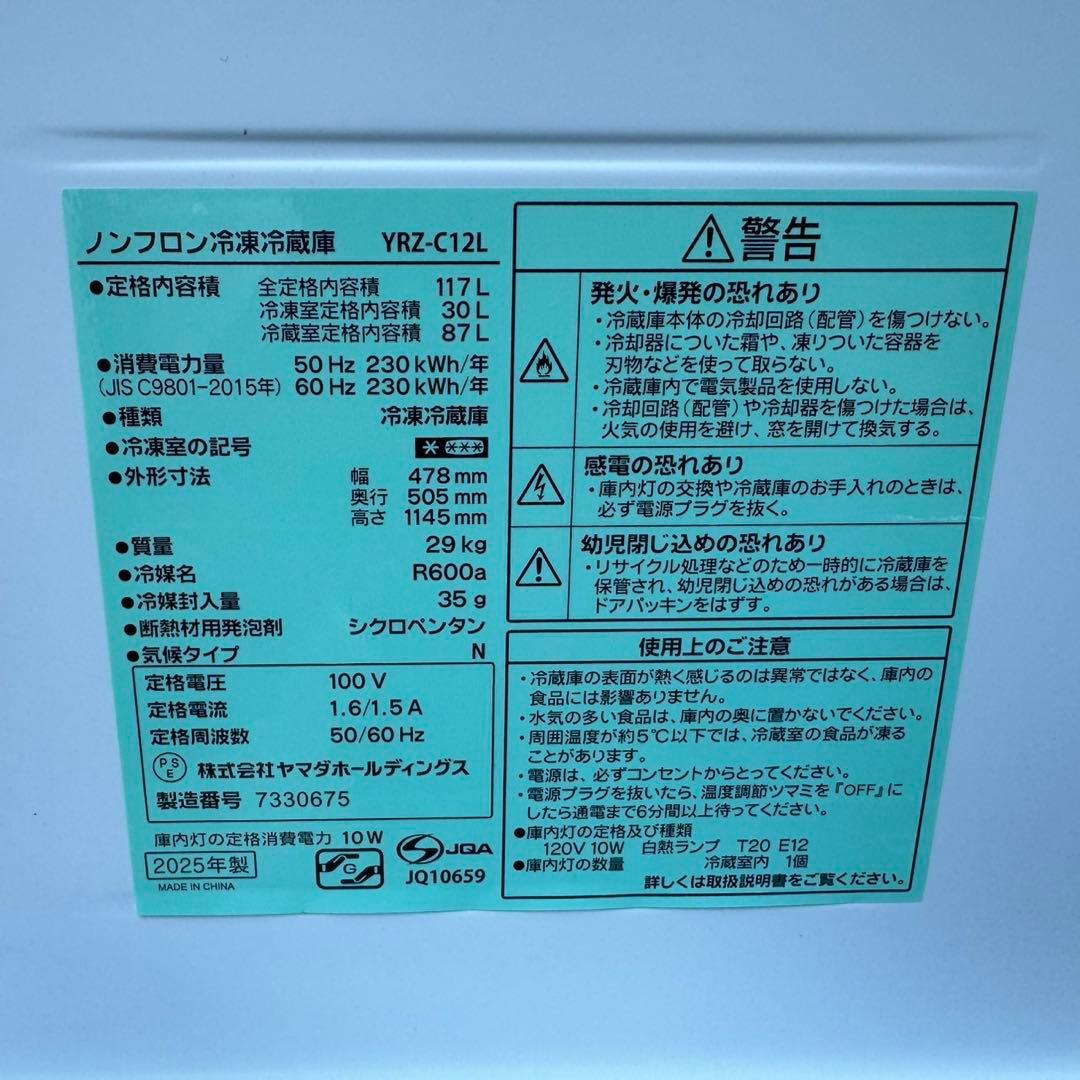 ノンフロン冷凍冷蔵庫 YRZ-C12L
●定格内容積 全定格内容積 117 L
冷凍室定格内容積 30 L
冷蔵室定格内容積 87 L
●消費電力量 50 Hz 230 kWh/年
(JIS C9801-2015年) 60 Hz 230 kWh/年
●種類 冷凍冷蔵庫
●冷凍室の記号
●外形寸法 幅 478 mm
奥行 505 mm
高さ 1145 mm
●質量 29 kg
●冷媒名 R600a
●冷媒封入量 35 g
●断熱材用発泡剤 シクロペンタン
●気候タイプ N
定格電圧 100 V
定格電流 1.6/1.5 A
定格周波数 50/60 Hz
PSE 株式会社ヤマダホールディングス
製造番号 7330675
庫内灯の定格消費電力 10W
2025年製
MADE IN CHINA
G
JQA
JQ10659
警告
発火・爆発の恐れあり
・冷蔵庫本体の冷却回路(配管)を傷つけない。
・冷却器についた霜や、凍りついた容器を
刃物などを使って取らない。
・冷蔵庫内で電気製品を使用しない。
・冷却回路(配管)や冷却器を傷つけた場合は、
火気の使用を避け、窓を開けて換気する。
感電の恐れあり
・庫内灯の交換や冷蔵庫のお手入れのときは、
必ず電源プラグを抜く。
幼児閉じ込めの恐れあり
・リサイクル処理などのため一時的に冷蔵庫を
保管され、幼児閉じ込めの恐れがある場合は、
ドアパッキンをはずす。
使用上のご注意
・冷蔵庫の表面が熱く感じるのは異常ではなく、庫内の
食品には影響ありません。
・水気の多い食品は、庫内の奥に置かないでください。
・周囲温度が約5℃以下では、冷蔵室の食品が凍る
ことがあります。
・電源は、必ずコンセントからとってください。
・電源プラグを抜いたら、温度調節ツマミを『OFF』に
したら通電まで6分間以上待ってください。
●庫内灯の定格及び種類
120V 10W 白熱ランプ T20 E12
●庫内灯の数量 冷蔵室内 1個
詳しくは取扱説明書をご覧ください。